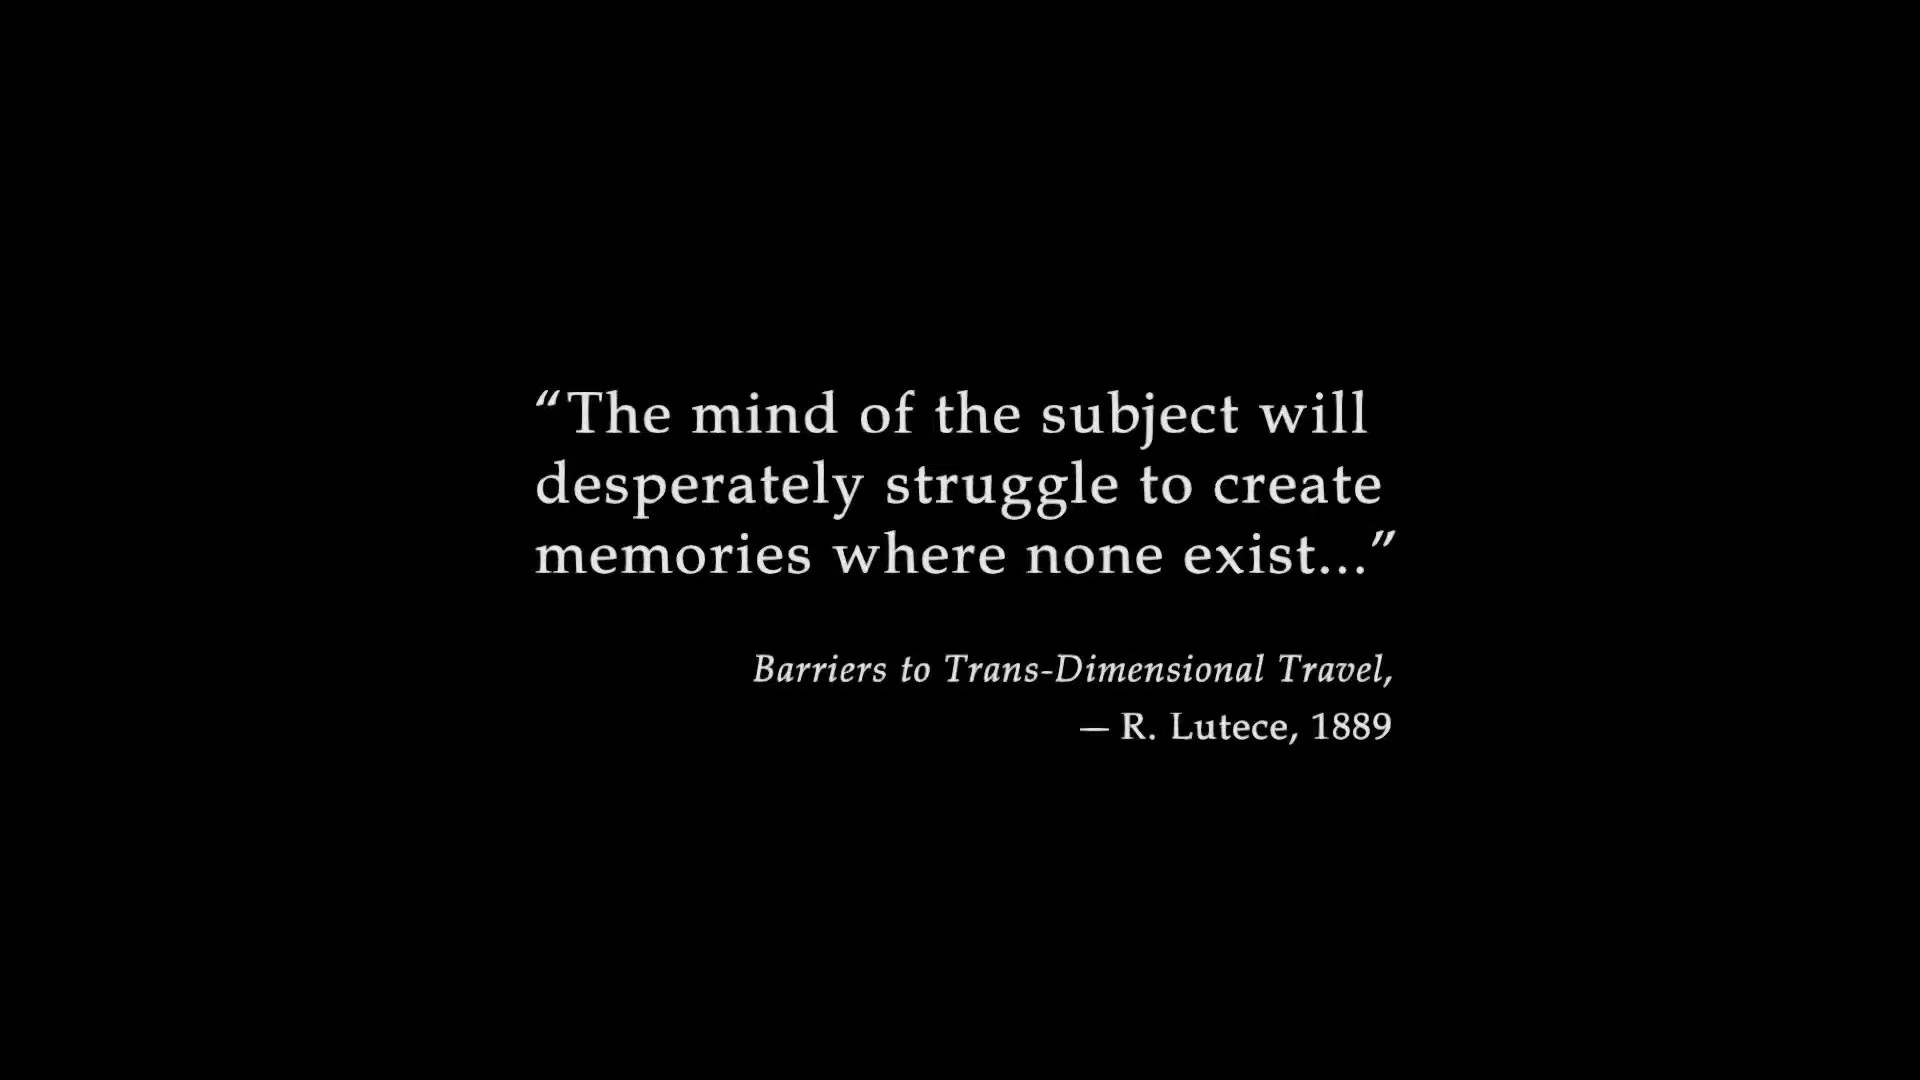 “The mind of the subject will
desperately struggle to create
memories where none exist...”
Barriers to Trans-Dimensional Travel,
— R. Lutece, 1889